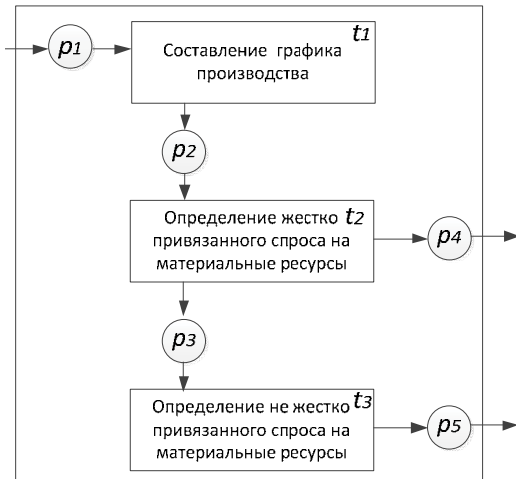 p1
t1
Составление графика
производства
p2
Определение жестко t2
привязанного спроса на
материальные ресурсы
p4
p3
Определение не жестко t3
привязанного спроса на
материальные ресурсы
p5